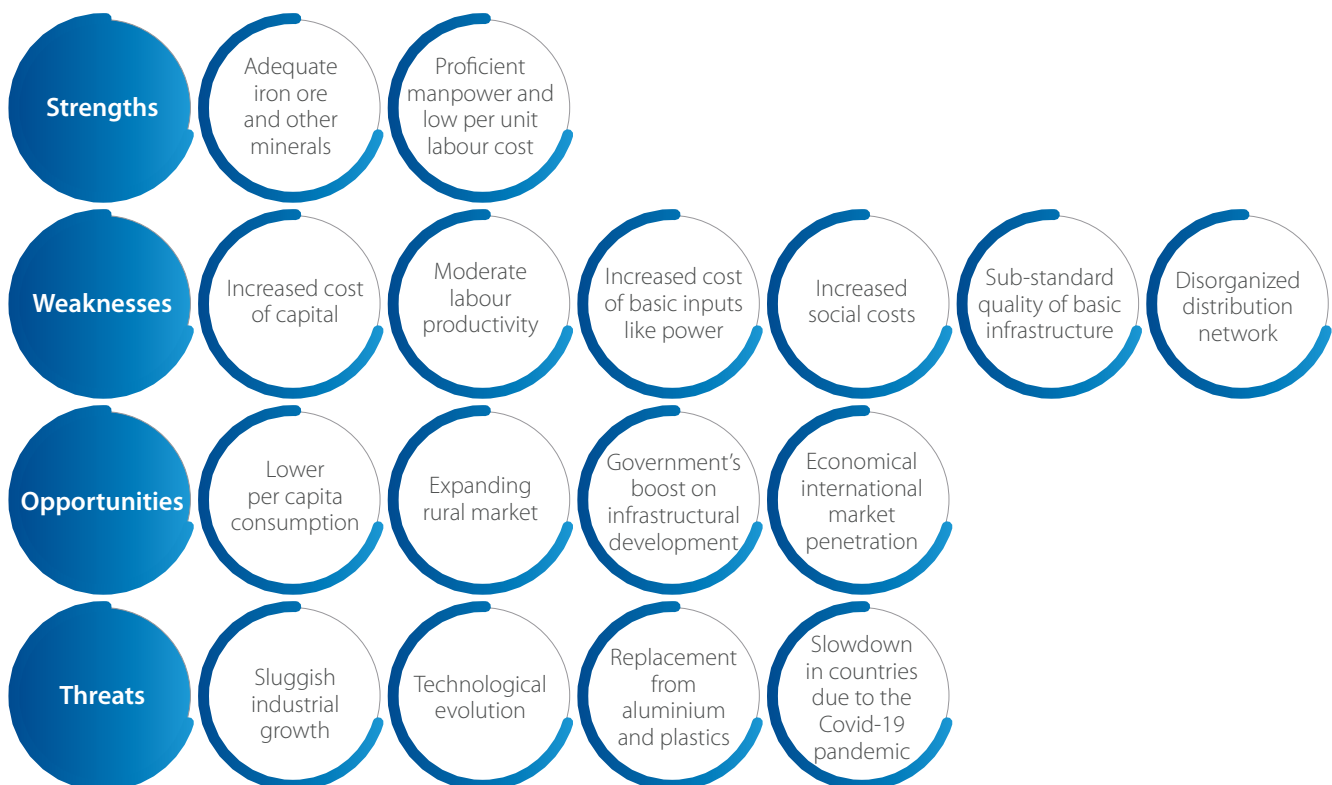 Strengths
Adequate
iron ore
and other
minerals
Proficient
manpower and
low per unit
labour cost
Weaknesses
Increased cost
of capital
Moderate
labour
productivity
Increased cost
of basic inputs
like power
Increased
social costs
Sub-standard
quality of basic
infrastructure
Disorganized
distribution
network
Opportunities
Lower
per capita
consumption
Expanding
rural market
Government’s
boost on
infrastructural
development
Economical
international
market
penetration
Threats
Sluggish
industrial
growth
Technological
evolution
Replacement
from
aluminium
and plastics
Slowdown
in countries
due to the
Covid-19
pandemic